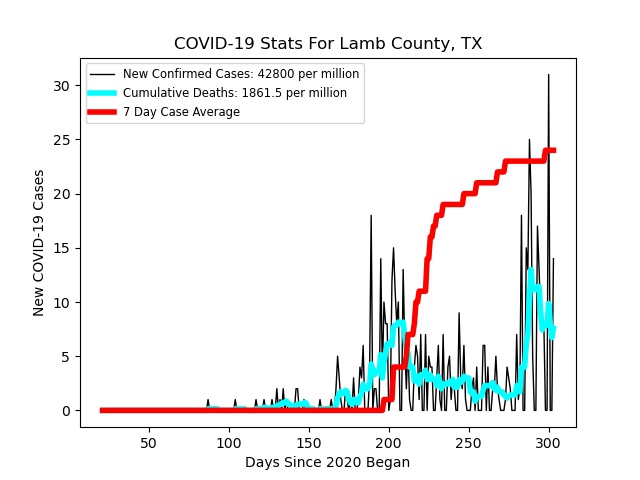 COVID-19 Stats For Lamb County, TX
New Confirmed Cases: 42800 per million
Cumulative Deaths: 1861.5 per million
7 Day Case Average
New COVID-19 Cases
30
25
20
15
10
5
0
50 100 150 200 250 300
Days Since 2020 Began